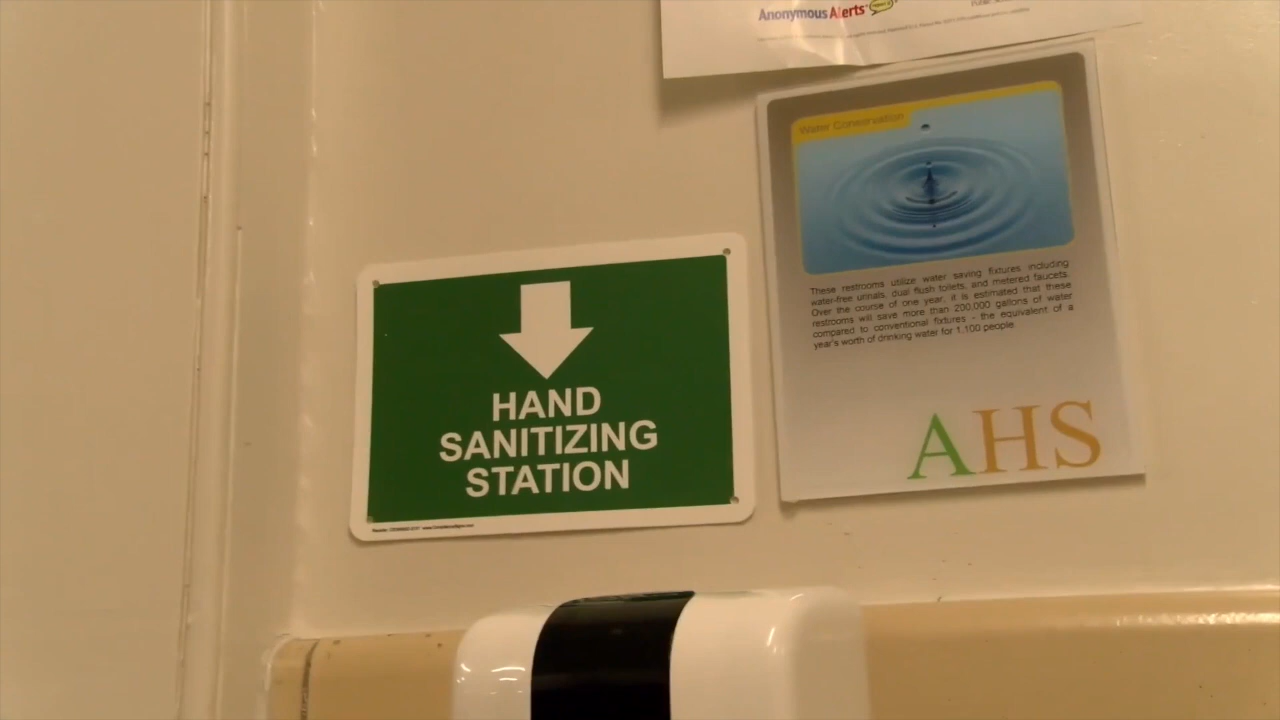 Anonymous Alerts
Water Conservation
These restrooms utilize water saving fixtures including
water-free urinals, dual flush toilets, and metered faucets.
Over the course of one year, it is estimated that these
restrooms will save more than 200,000 gallons of water
compared to conventional fixtures - the equivalent of a
year's worth of drinking water for 1,100 people
AHS
HAND
SANITIZING
STATION